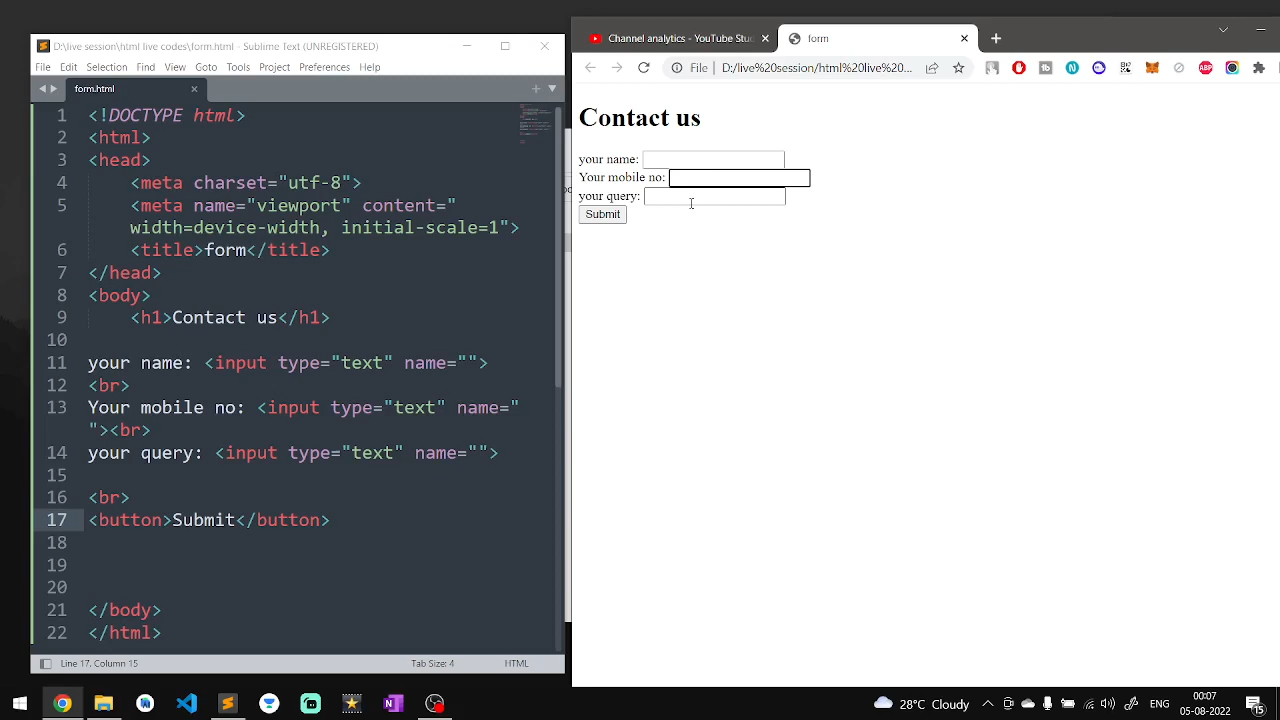 D:\live session\html live codes\form.html - Sublime Text (UNREGISTERED)
File Edit Selection Find View Goto Tools Project Preferences Help
form.html
1 <!DOCTYPE html>
2 <html>
3 <head>
4 <meta charset="utf-8">
5 <meta name="viewport" content="
width=device-width, initial-scale=1">
6 <title>form</title>
7 </head>
8 <body>
9 <h1>Contact us</h1>
10
11 your name: <input type="text" name="">
12 <br>
13 Your mobile no: <input type="text" name="
"><br>
14 your query: <input type="text" name="">
15
16 <br>
17 <button>Submit</button>
18
19
20
21 </body>
22 </html>
Line 17, Column 15 Tab Size: 4 HTML
Channel analytics - YouTube Stu
form
File D:/live%20session/html%20live%20...
Contact us
your name:
Your mobile no:
your query:
Submit
28°C Cloudy
ENG
00:07
05-08-2022
15